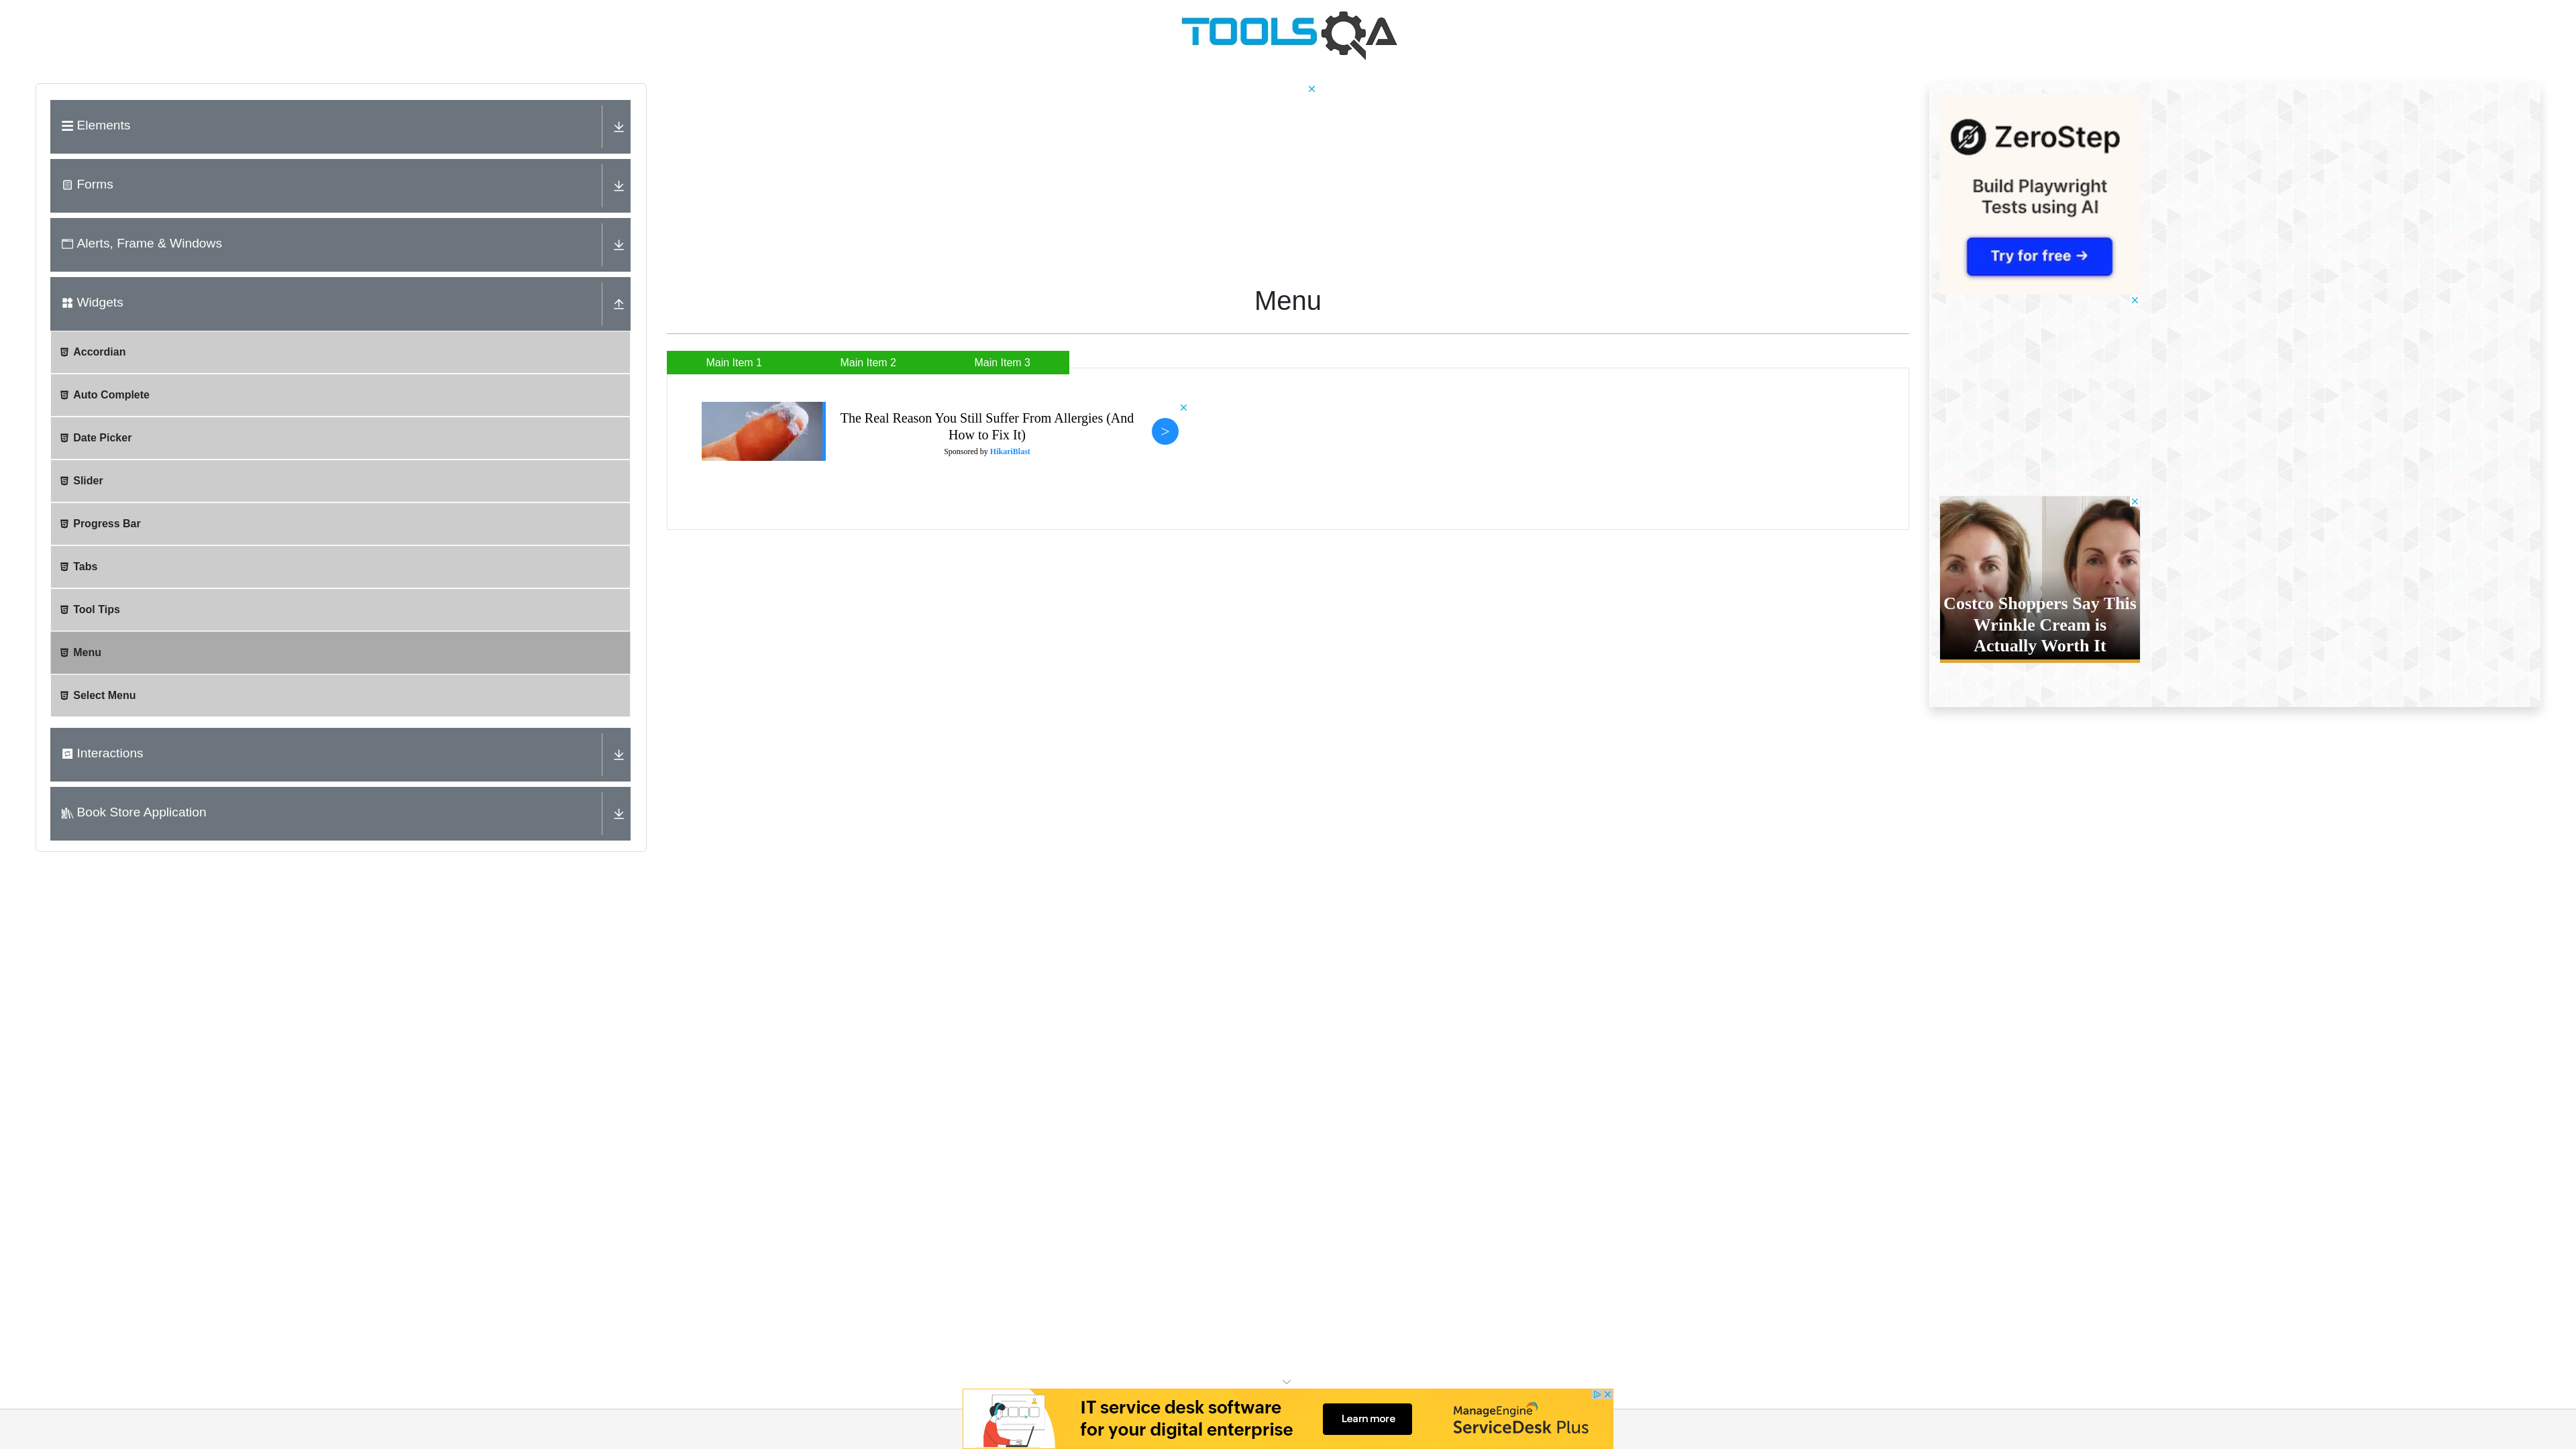 TOOLSQA
Elements
Forms
Alerts, Frame & Windows
Widgets
Accordian
Auto Complete
Date Picker
Slider
Progress Bar
Tabs
Tool Tips
Menu
Select Menu
Interactions
Book Store Application
Menu
Main Item 1
Main Item 2
Main Item 3
The Real Reason You Still Suffer From Allergies (And
How to Fix It)
Sponsored by HikariBlast
>
ZeroStep
Build Playwright
Tests using AI
Try for free →
Costco Shoppers Say This
Wrinkle Cream is
Actually Worth It
IT service desk software
for your digital enterprise
Learn more
ManageEngine
ServiceDesk Plus